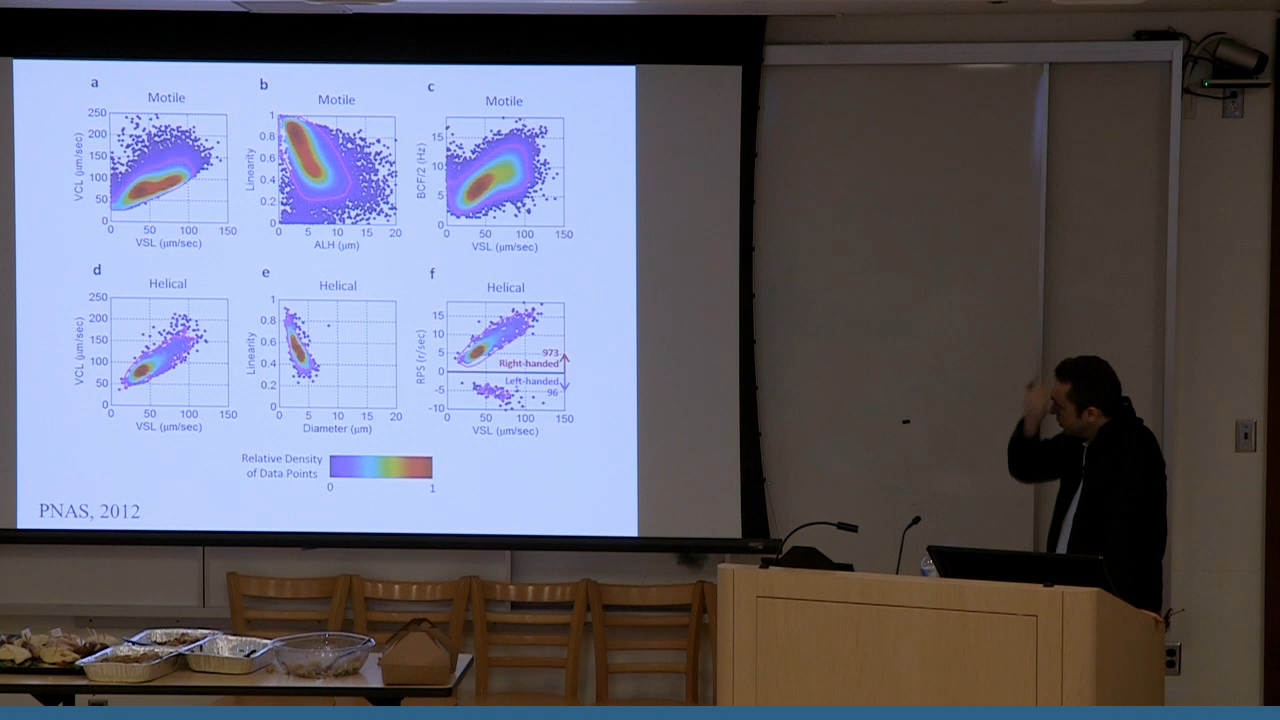 a
Motile
250
200
150
100
50
0
VCL (µm/sec)
0 50 100 150
VSL (µm/sec)
b
Motile
1
0.8
0.6
0.4
0.2
0
Linearity
0 5 10 15 20
ALH (µm)
c
Motile
15
10
5
0
BCF/2 (Hz)
0 50 100 150
VSL (µm/sec)
d
Helical
250
200
150
100
50
0
VCL (µm/sec)
0 50 100 150
VSL (µm/sec)
e
Helical
1
0.8
0.6
0.4
0.2
0
Linearity
0 5 10 15 20
Diameter (µm)
f
Helical
15
10
5
0
-5
-10
RPS (r/sec)
973
Right-handed
Left-handed
96
0 50 100 150
VSL (µm/sec)
Relative Density
of Data Points
0 1
PNAS, 2012